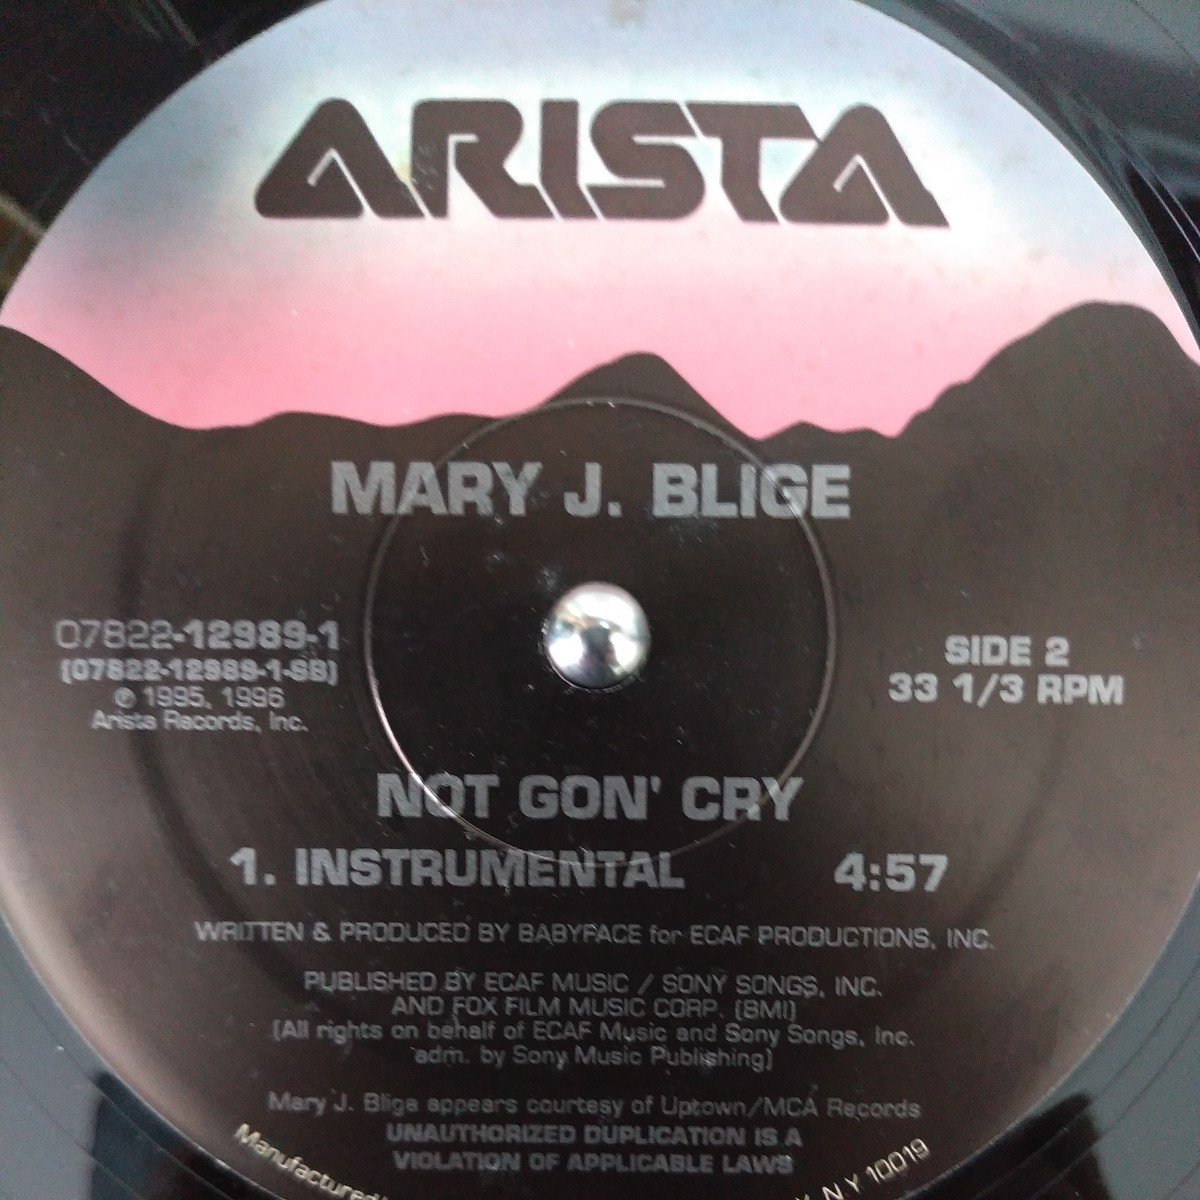 ARISTA
MARY J. BLIGE
07822-12989-1
(07822-12989-1-SB)
℗ 1995, 1996
Arista Records, Inc.
SIDE 2
33 1/3 RPM
NOT GON' CRY
1. INSTRUMENTAL 4:57
WRITTEN & PRODUCED BY BABYFACE for ECAF PRODUCTIONS, INC.
PUBLISHED BY ECAF MUSIC / SONY SONGS, INC.
AND FOX FILM MUSIC CORP. (BMI)
(All rights on behalf of ECAF Music and Sony Songs, Inc.
adm. by Sony Music Publishing)
Mary J. Blige appears courtesy of Uptown/MCA Records
UNAUTHORIZED DUPLICATION IS A
VIOLATION OF APPLICABLE LAWS
Manufactured N Y 10019